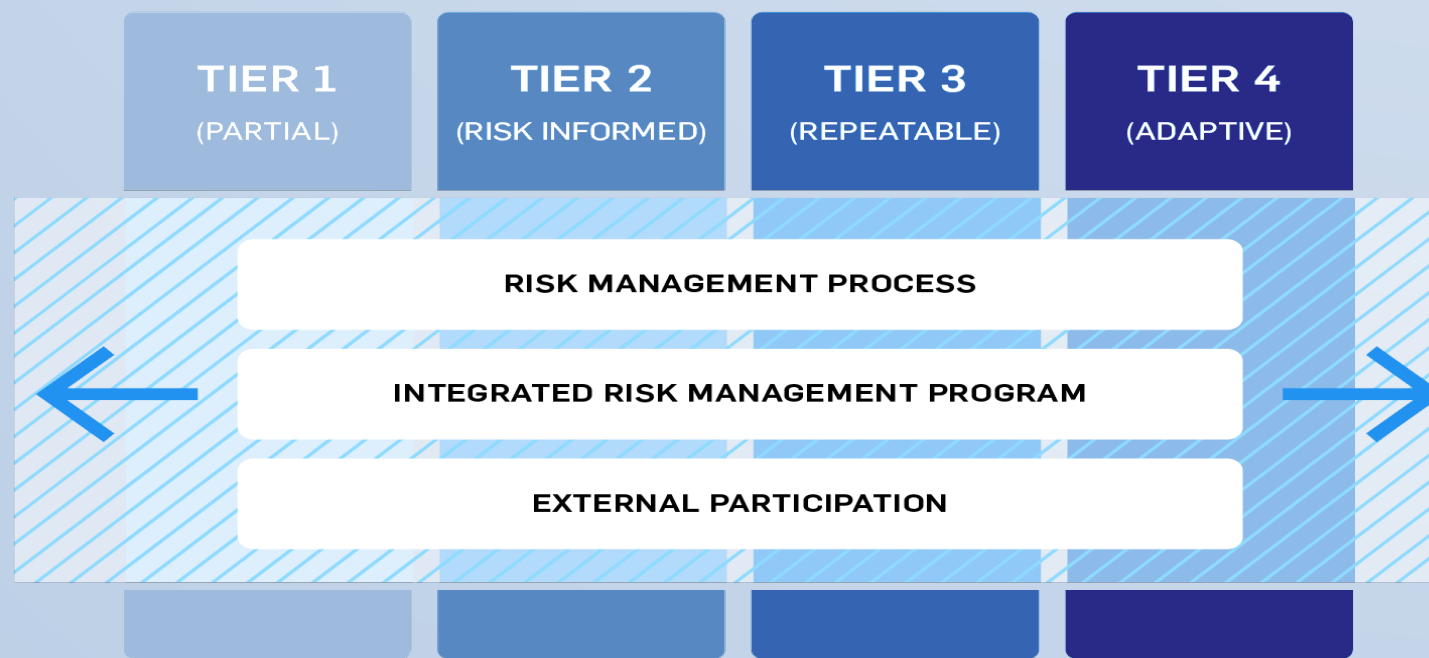 TIER 1
(PARTIAL)
TIER 2
(RISK INFORMED)
TIER 3
(REPEATABLE)
TIER 4
(ADAPTIVE)
RISK MANAGEMENT PROCESS
INTEGRATED RISK MANAGEMENT PROGRAM
EXTERNAL PARTICIPATION